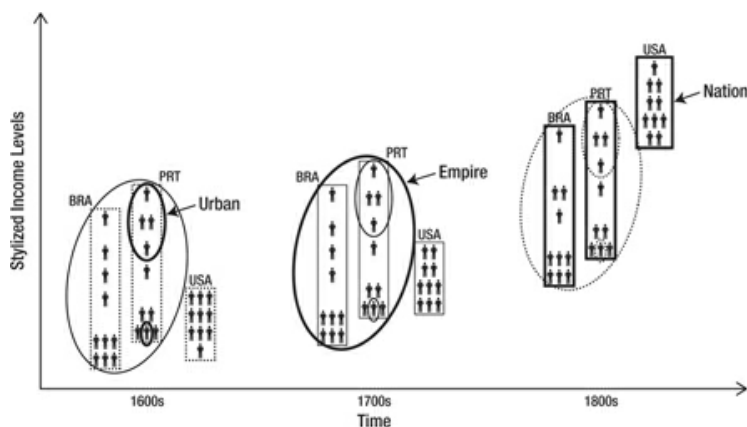 Stylized Income Levels
BRA
PRT
Urban
USA
BRA
PRT
Empire
USA
BRA
PRT
USA
Nation
1600s
1700s
1800s
Time